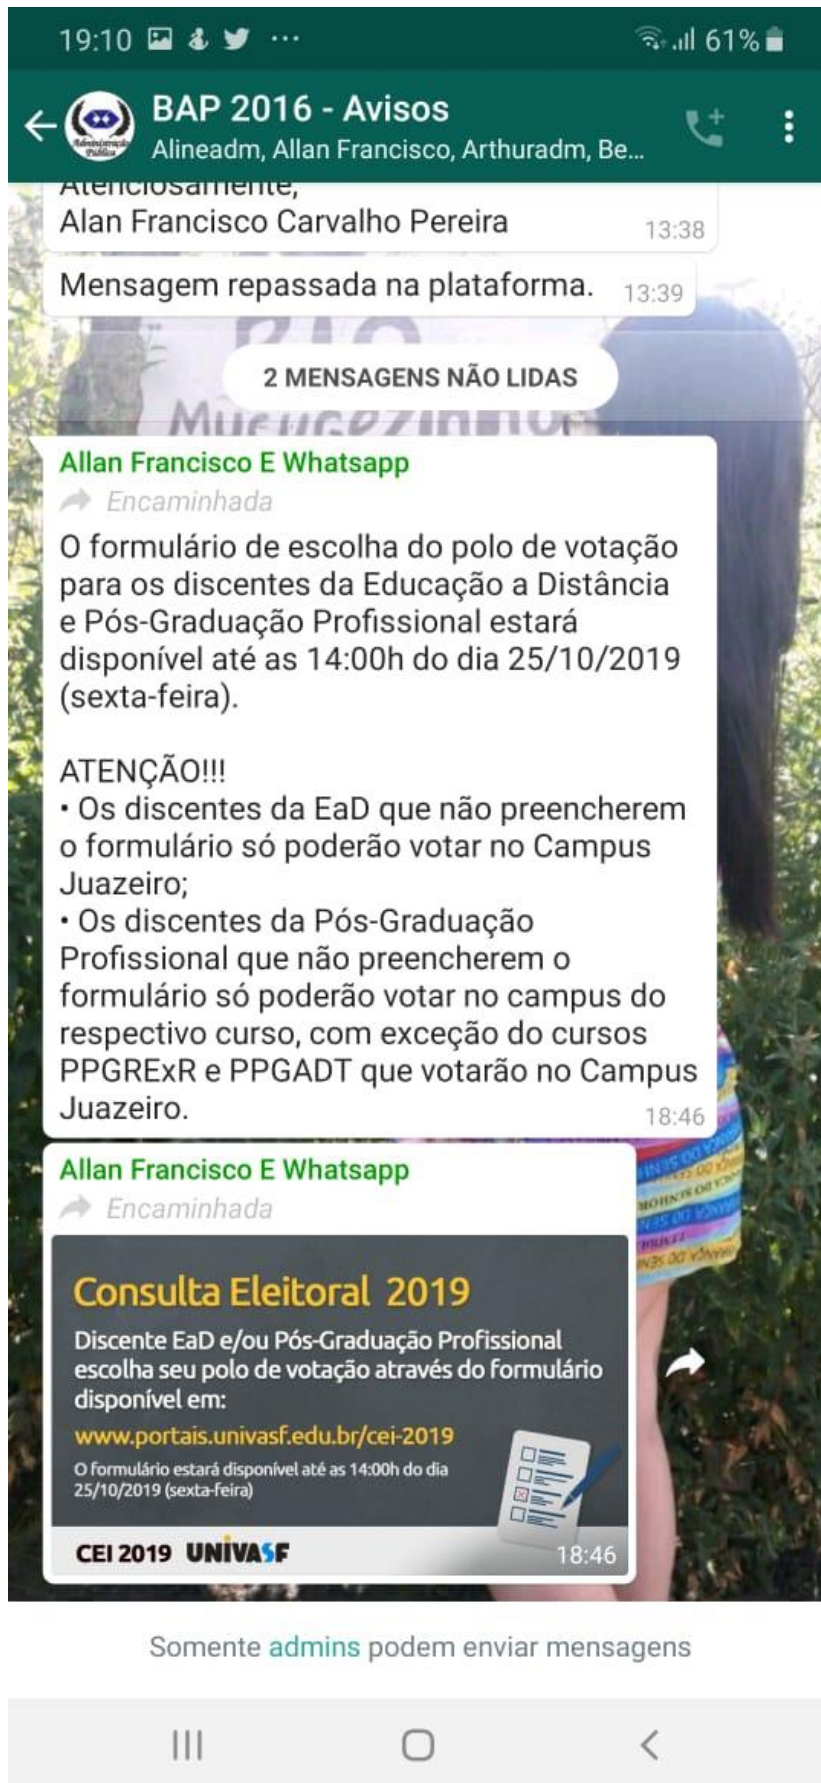 19:10 ... 61%
BAP 2016 - Avisos
Administração
Pública
Alineadm, Allan Francisco, Arthuradm, Be...
Atenciosamente,
Alan Francisco Carvalho Pereira 13:38
Mensagem repassada na plataforma. 13:39
2 MENSAGENS NÃO LIDAS
Allan Francisco E Whatsapp
Encaminhada
O formulário de escolha do polo de votação
para os discentes da Educação a Distância
e Pós-Graduação Profissional estará
disponível até as 14:00h do dia 25/10/2019
(sexta-feira).
ATENÇÃO!!!
• Os discentes da EaD que não preencherem
o formulário só poderão votar no Campus
Juazeiro;
• Os discentes da Pós-Graduação
Profissional que não preencherem o
formulário só poderão votar no campus do
respectivo curso, com exceção do cursos
PPGRExR e PPGADT que votarão no Campus
Juazeiro. 18:46
Allan Francisco E Whatsapp
Encaminhada
Consulta Eleitoral 2019
Discente EaD e/ou Pós-Graduação Profissional
escolha seu polo de votação através do formulário
disponível em:
www.portais.univasf.edu.br/cei-2019
O formulário estará disponível até as 14:00h do dia
25/10/2019 (sexta-feira)
CEI 2019 UNIVASF 18:46
Somente admins podem enviar mensagens